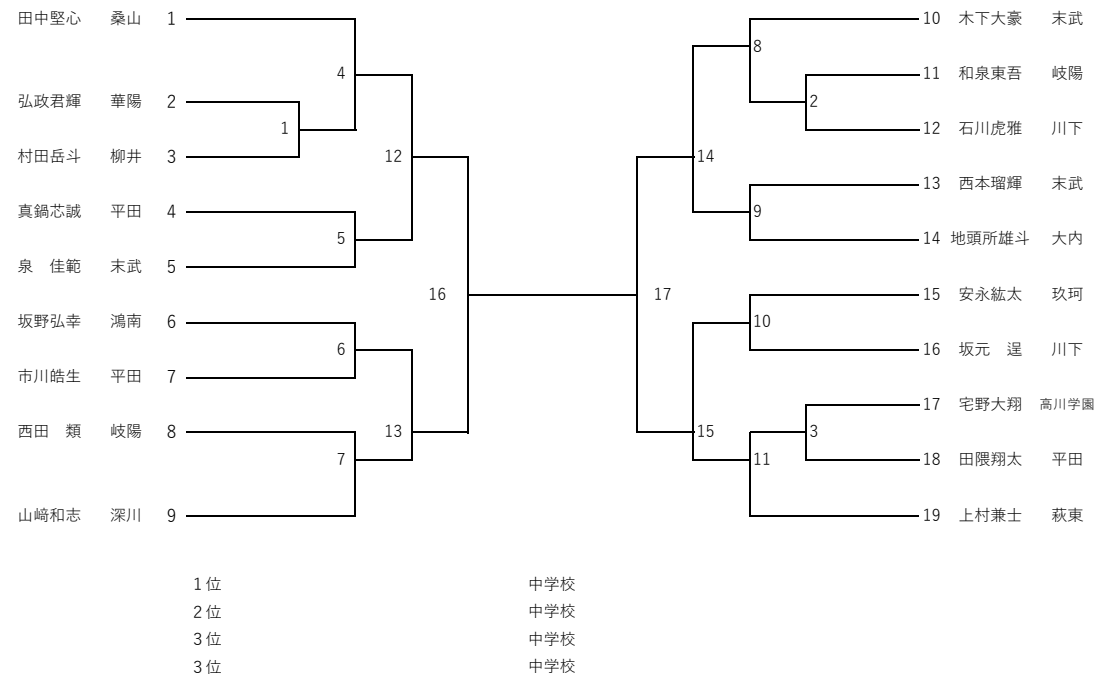 田中堅心 桑山 1
弘政君輝 華陽 2
村田岳斗 柳井 3
真鍋芯誠 平田 4
泉　佳範 末武 5
坂野弘幸 鴻南 6
市川皓生 平田 7
西田　類 岐陽 8
山﨑和志 深川 9
4
1
12
5
16
6
13
7
10 木下大豪 末武
11 和泉東吾 岐陽
12 石川虎雅 川下
13 西本瑠輝 末武
14 地頭所雄斗 大内
15 安永紘太 玖珂
16 坂元　逞 川下
17 宅野大翔 高川学園
18 田隈翔太 平田
19 上村兼士 萩東
8
2
14
9
17
10
3
15
11
1位 中学校
2位 中学校
3位 中学校
3位 中学校